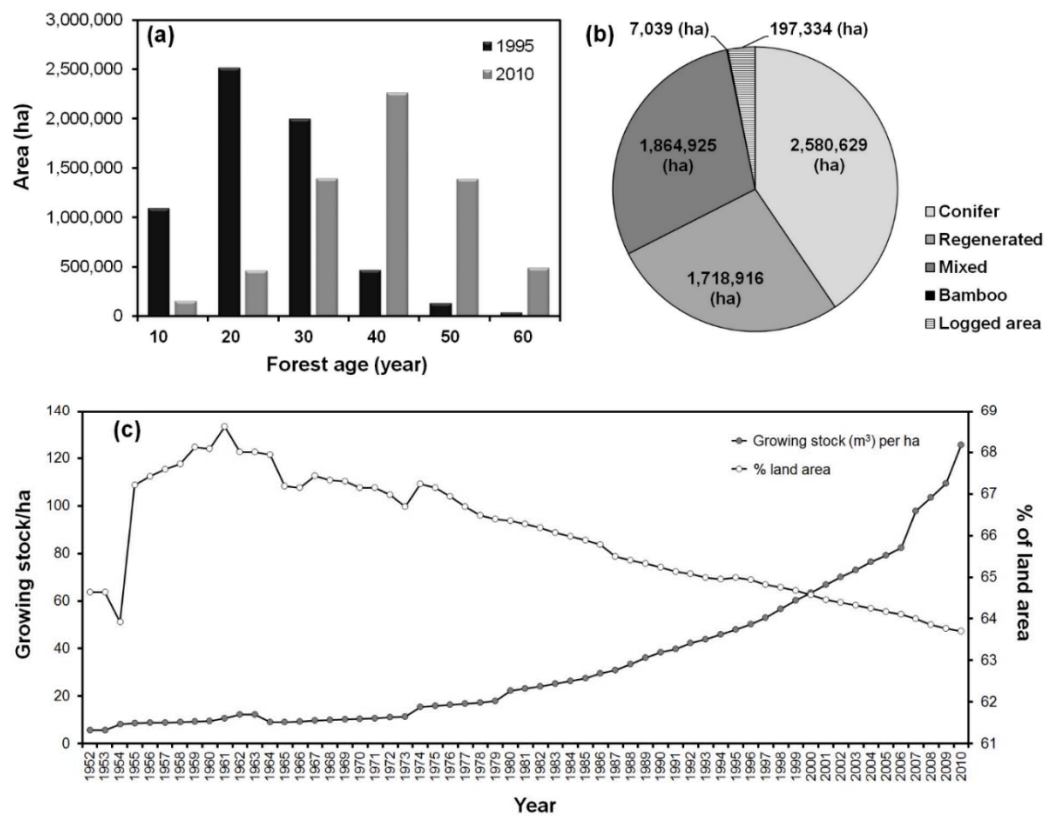 (a)
3,000,000
2,500,000
2,000,000
1,500,000
1,000,000
500,000
0
Area (ha)
1995
2010
10 20 30 40 50 60
Forest age (year)
(b)
7,039 (ha)
197,334 (ha)
1,864,925
(ha)
2,580,629
(ha)
1,718,916
(ha)
Conifer
Regenerated
Mixed
Bamboo
Logged area
(c)
140
120
100
80
60
40
20
0
Growing stock/ha
Growing stock (m³) per ha
% land area
69
68
67
66
65
64
63
62
61
% of land area
1952 1953 1954 1955 1956 1957 1958 1959 1960 1961 1962 1963 1964 1965 1966 1967 1968 1969 1970 1971 1972 1973 1974 1975 1976 1977 1978 1979 1980 1981 1982 1983 1984 1985 1986 1987 1988 1989 1990 1991 1992 1993 1994 1995 1996 1997 1998 1999 2000 2001 2002 2003 2004 2005 2006 2007 2008 2009 2010
Year